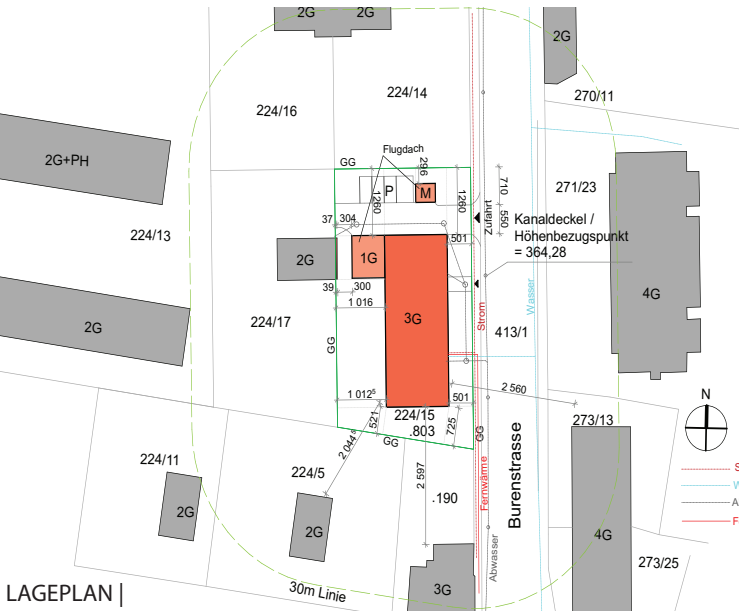 2G
2G
2G
270/11
224/16
224/14
2G+PH
GG
Flugdach
296
P
M
1260
1260
710
550
271/23
Zufahrt
Kanaldeckel /
Höhenbezugspunkt
= 364,28
37
304
501
224/13
2G
1G
39
300
1 016
3G
4G
2G
224/17
GG
Strom
Wasser
413/1
1 012⁵
501
2 560
224/15
.803
521
725
GG
GG
2 044⁵
273/13
N
224/11
224/5
2 597
.190
Fernwärme
Burenstrasse
S
W
A
F
2G
2G
4G
Abwasser
273/25
3G
30m Linie
LAGEPLAN |